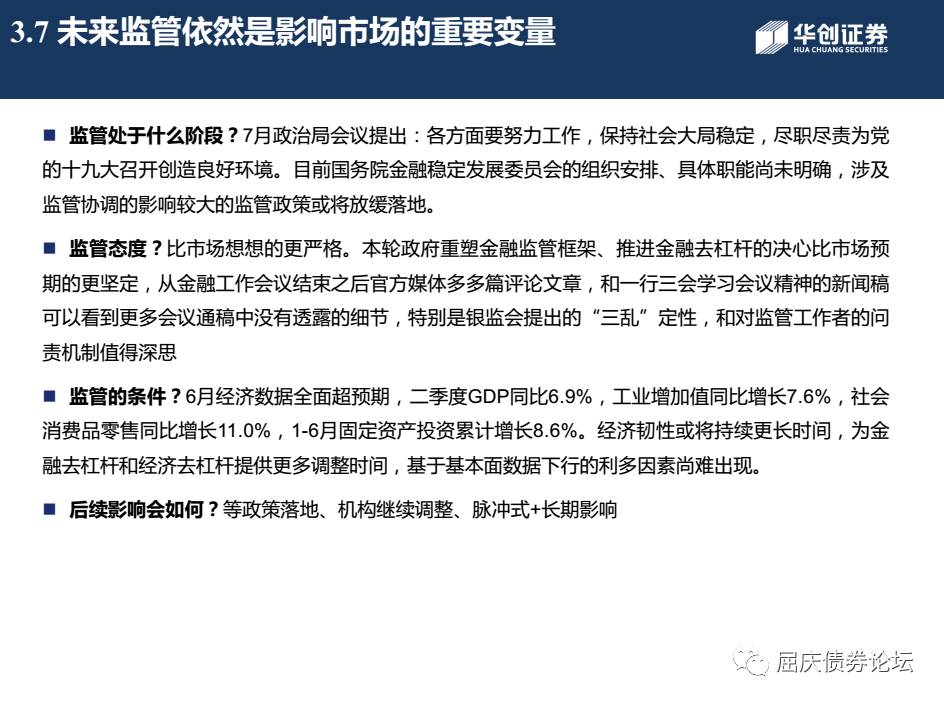 3.7 未来监管依然是影响市场的重要变量
华创证券
HUA CHUANG SECURITIES
■ 监管处于什么阶段？7月政治局会议提出：各方面要努力工作，保持社会大局稳定，尽职尽责为党
的十九大召开创造良好环境。目前国务院金融稳定发展委员会的组织安排、具体职能尚未明确，涉及
监管协调的影响较大的监管政策或将放缓落地。
■ 监管态度？比市场想想的更严格。本轮政府重塑金融监管框架、推进金融去杠杆的决心比市场预
期的更坚定，从金融工作会议结束之后官方媒体多多篇评论文章，和一行三会学习会议精神的新闻稿
可以看到更多会议通稿中没有透露的细节，特别是银监会提出的“三乱”定性，和对监管工作者的问
责机制值得深思
■ 监管的条件？6月经济数据全面超预期，二季度GDP同比6.9%，工业增加值同比增长7.6%，社会
消费品零售同比增长11.0%，1-6月固定资产投资累计增长8.6%。经济韧性或将持续更长时间，为金
融去杠杆和经济去杠杆提供更多调整时间，基于基本面数据下行的利多因素尚难出现。
■ 后续影响会如何？等政策落地、机构继续调整、脉冲式+长期影响
屈庆债券论坛